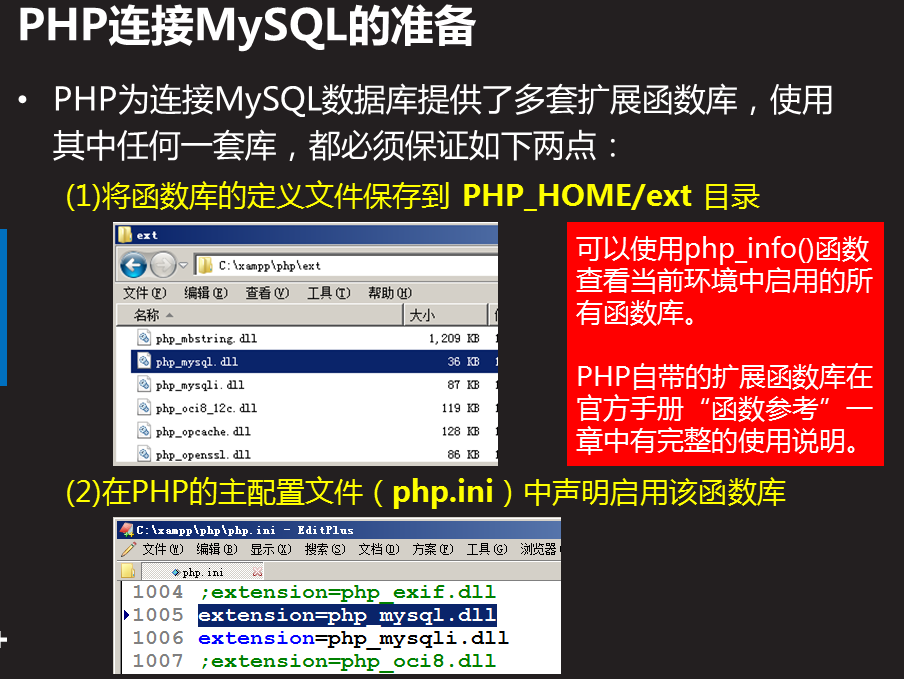 PHP连接MySQL的准备
• PHP为连接MySQL数据库提供了多套扩展函数库，使用
其中任何一套库，都必须保证如下两点：
(1)将函数库的定义文件保存到 PHP_HOME/ext 目录
ext
C:\xampp\php\ext
文件(F) 编辑(E) 查看(V) 工具(T) 帮助(H)
名称 大小
php_mbstring.dll 1,209 KB
php_mysql.dll 36 KB
php_mysqli.dll 87 KB
php_oci8_12c.dll 119 KB
php_opcache.dll 128 KB
php_openssl.dll 86 KB
可以使用php_info()函数
查看当前环境中启用的所
有函数库。
PHP自带的扩展函数库在
官方手册“函数参考”一
章中有完整的使用说明。
(2)在PHP的主配置文件（php.ini）中声明启用该函数库
C:\xampp\php\php.ini - EditPlus
文件(F) 编辑(E) 显示(X) 搜索(S) 文档(D) 方案(P) 工具(G) 浏览器
php.ini
1004 ;extension=php_exif.dll
1005 extension=php_mysql.dll
1006 extension=php_mysqli.dll
1007 ;extension=php_oci8.dll